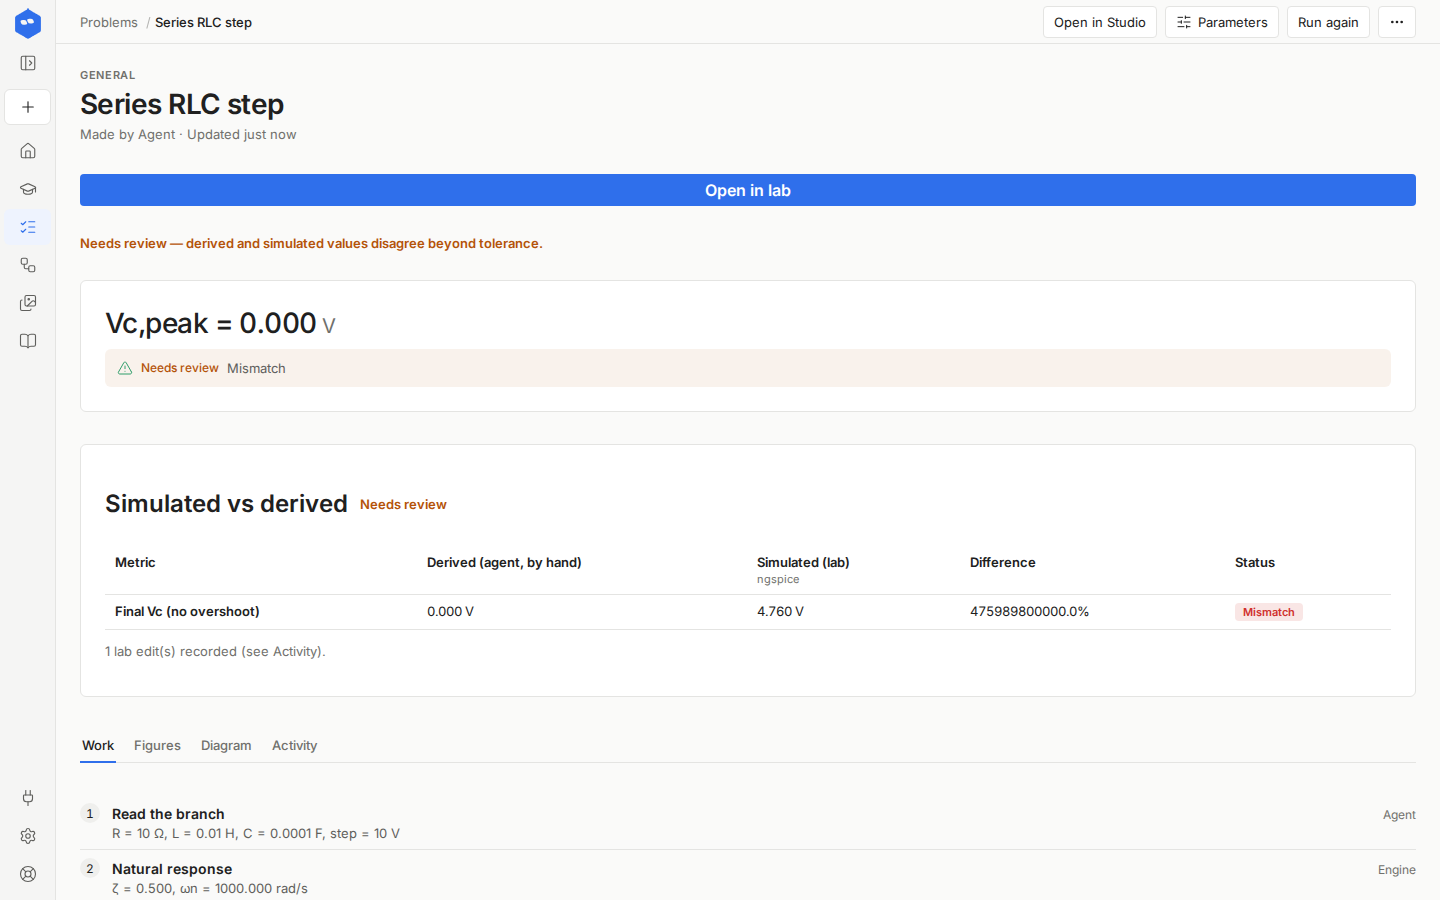 Problems / Series RLC step
Open in Studio
Parameters
Run again
GENERAL
Series RLC step
Made by Agent · Updated just now
Open in lab
Needs review — derived and simulated values disagree beyond tolerance.
Vc,peak = 0.000 V
Needs review Mismatch
Simulated vs derived Needs review
Metric Derived (agent, by hand) Simulated (lab) Difference Status
ngspice
Final Vc (no overshoot) 0.000 V 4.760 V 475989800000.0% Mismatch
1 lab edit(s) recorded (see Activity).
Work Figures Diagram Activity
1 Read the branch Agent
R = 10 Ω, L = 0.01 H, C = 0.0001 F, step = 10 V
2 Natural response Engine
ζ = 0.500, ωn = 1000.000 rad/s